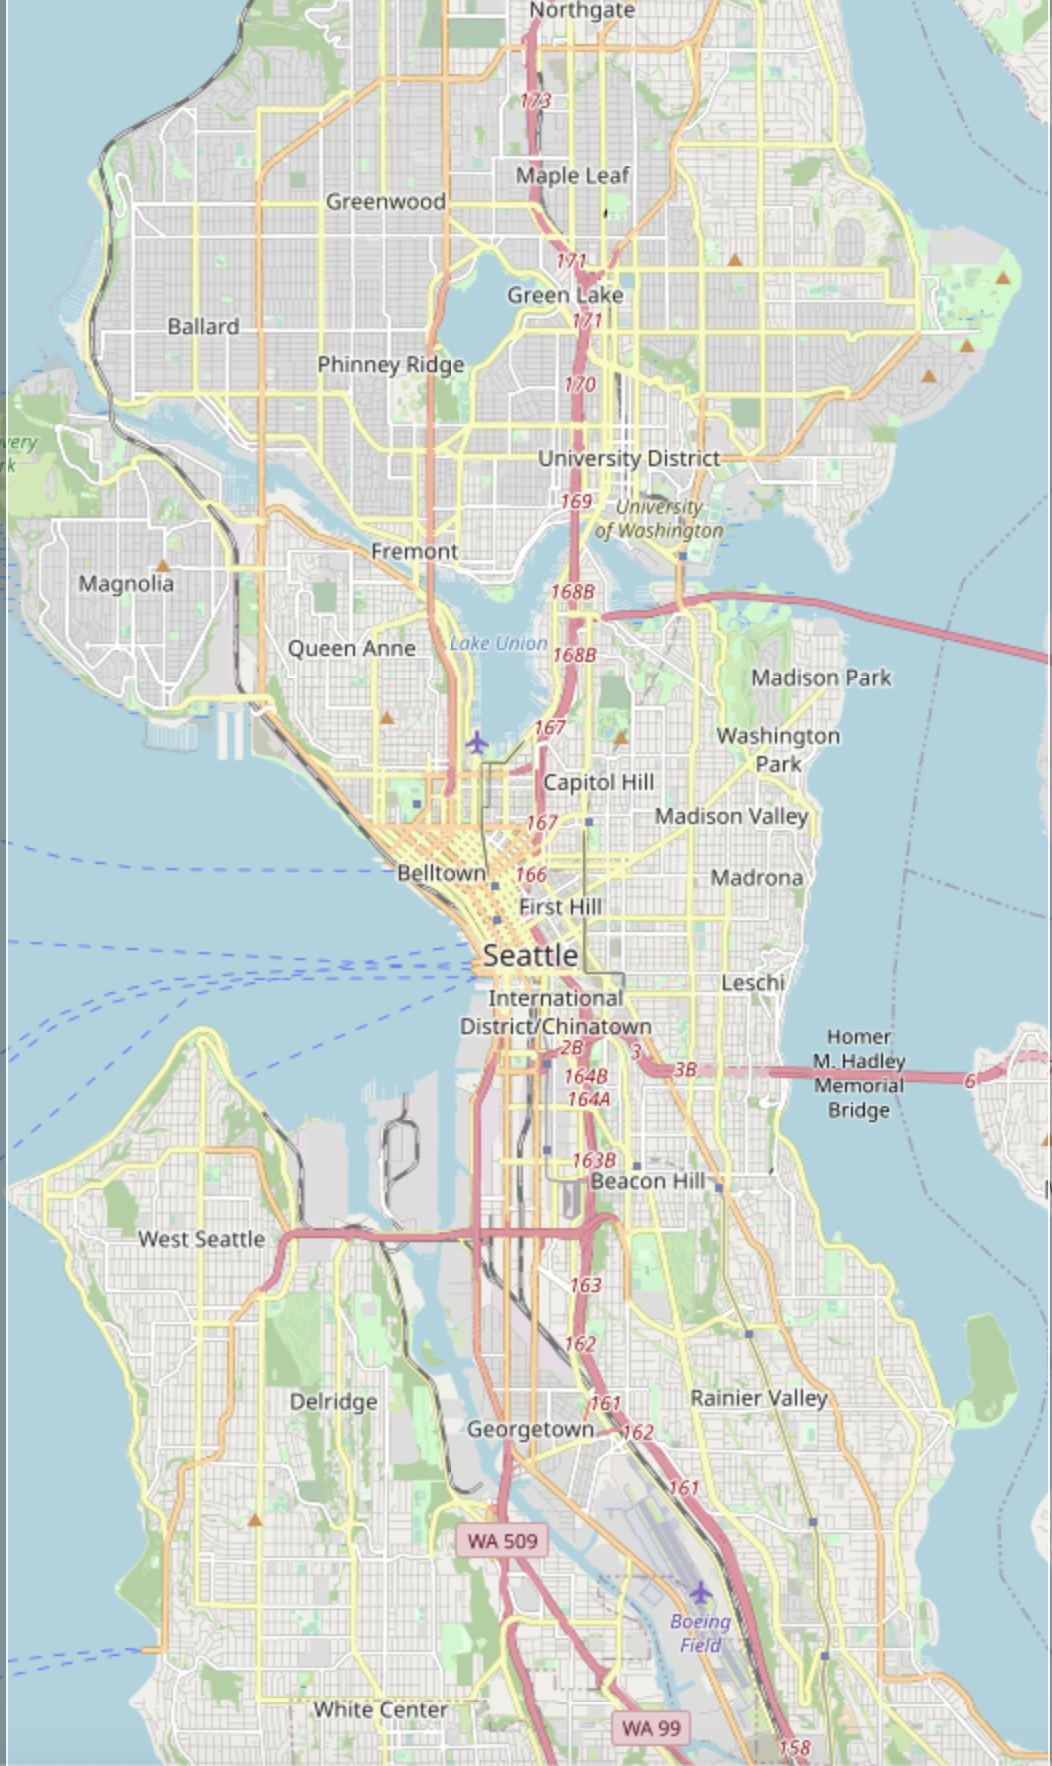 Northgate
173
Maple Leaf
Greenwood
171
Green Lake
171
Ballard
Phinney Ridge
170
very
rk
University District
169
University
of Washington
Fremont
Magnolia
168B
Queen Anne
Lake Union
168B
Madison Park
167
Washington
Park
Capitol Hill
Madison Valley
167
Belltown
166
Madrona
First Hill
Seattle
Leschi
International
District/Chinatown
Homer
M. Hadley
Memorial
Bridge
2B
3
3B
164B
6
164A
163B
Beacon Hill
West Seattle
163
162
Delridge
Rainier Valley
161
Georgetown
162
161
WA 509
Boeing
Field
White Center
WA 99
158